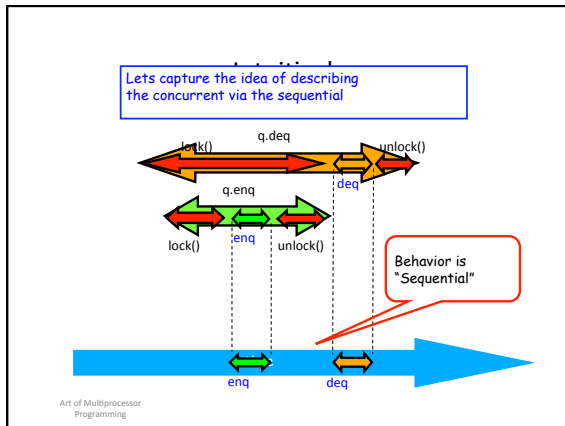 Lets capture the idea of describing
the concurrent via the sequential
q.deq
lock()
unlock()
deq
q.enq
enq
lock()
unlock()
Behavior is
“Sequential”
enq
deq
Art of Multiprocessor
Programming